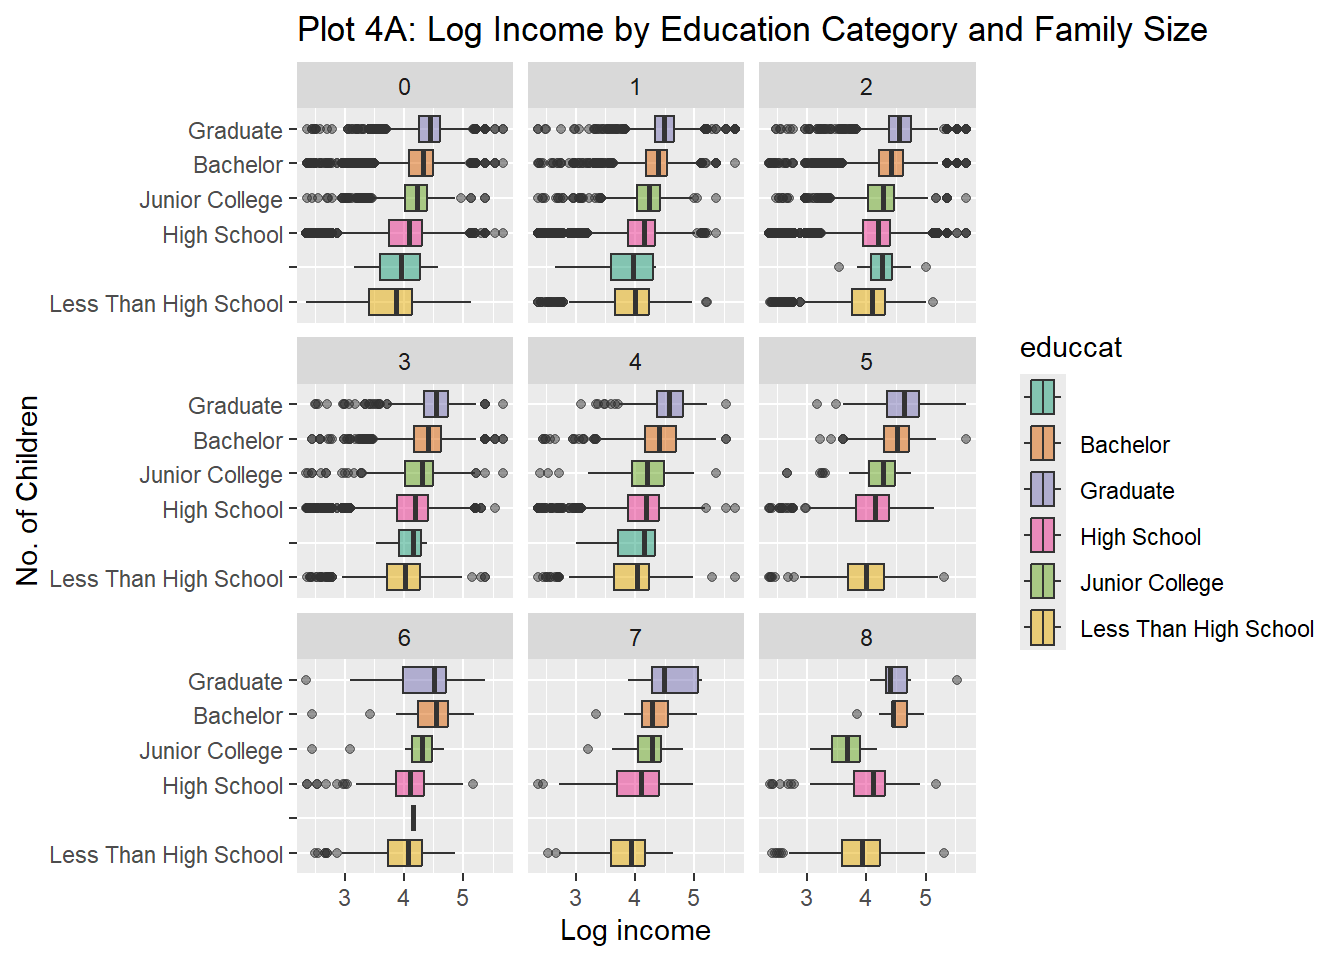 Plot 4A: Log Income by Education Category and Family Size
0
1
2
Graduate
Bachelor
Junior College
High School
Less Than High School
3
4
5
Graduate
Bachelor
Junior College
High School
Less Than High School
6
7
8
Graduate
Bachelor
Junior College
High School
Less Than High School
3 4 5
3 4 5
3 4 5
Log income
No. of Children
educcat
Bachelor
Graduate
High School
Junior College
Less Than High School